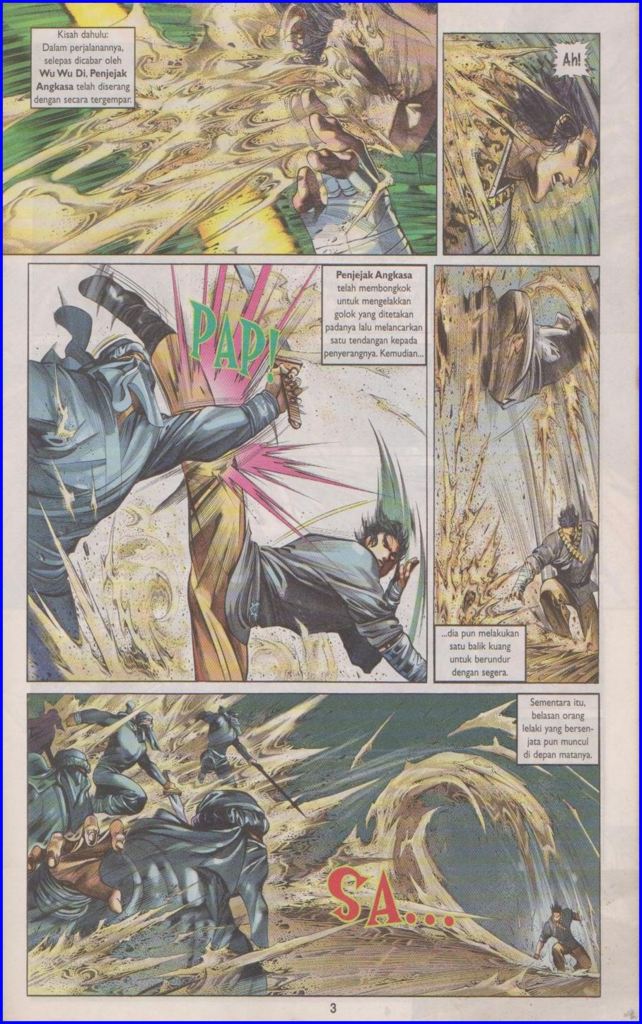 Kisah dahulu:
Dalam perjalanannya,
selepas dicabar oleh
Wu Wu Di, Penjejak
Angkasa telah diserang
dengan secara tergempar.
Ah!
PAP!
Penjejak Angkasa
telah membongkok
untuk mengelakkan
golok yang ditetakan
padanya lalu melancarkan
satu tendangan kepada
penyerangnya. Kemudian...
...dia pun melakukan
satu balik kuang
untuk berundur
dengan segera.
Sementara itu,
belasan orang
lelaki yang bersen-
jata pun muncul
di depan matanya.
SA...
3